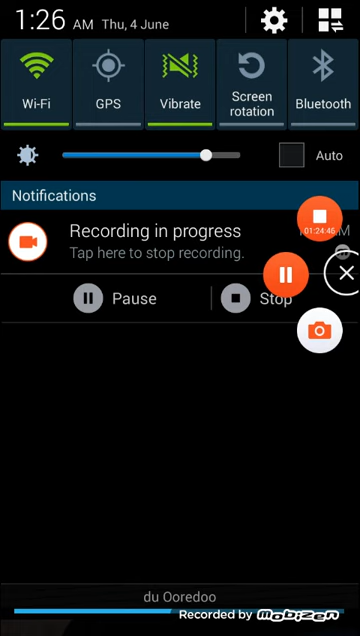 1:26 AM Thu, 4 June
Wi-Fi
GPS
Vibrate
Screen
rotation
Bluetooth
Auto
Notifications
Recording in progress
01:24:46
Tap here to stop recording.
Pause
Stop
du Ooredoo
Recorded by mobizen